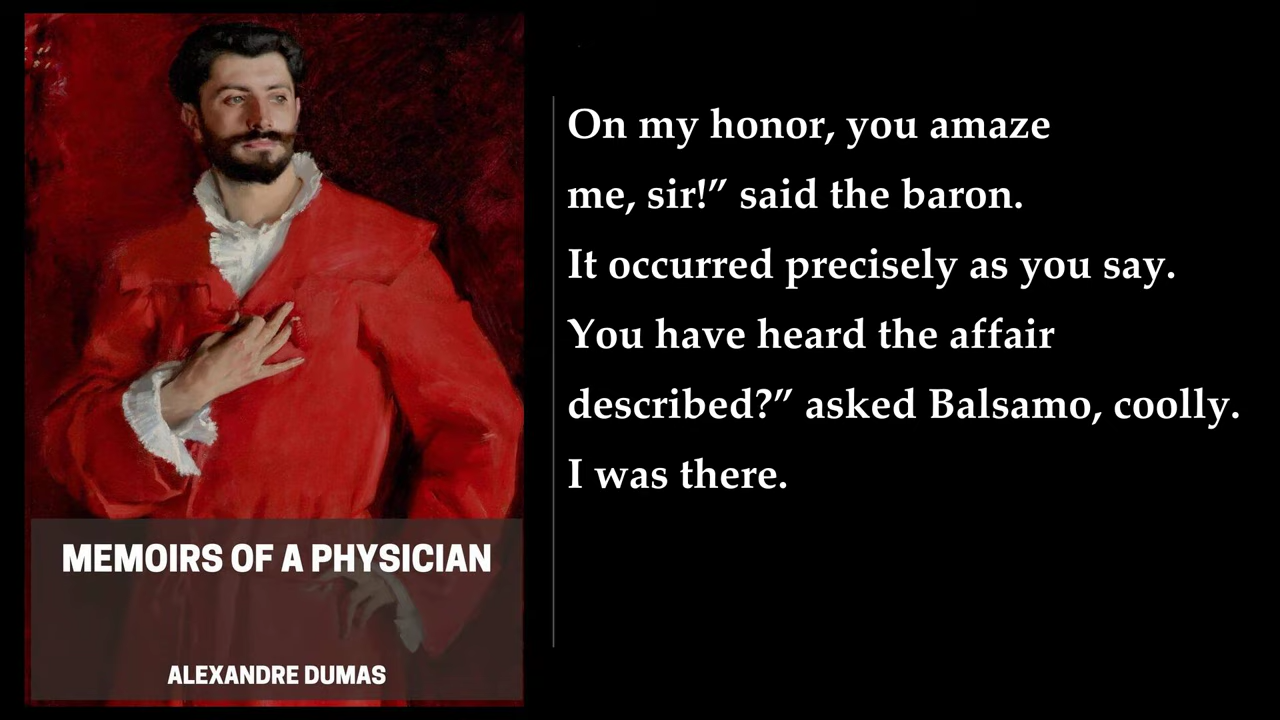 On my honor, you amaze
me, sir!” said the baron.
It occurred precisely as you say.
You have heard the affair
described?” asked Balsamo, coolly.
I was there.
MEMOIRS OF A PHYSICIAN
ALEXANDRE DUMAS